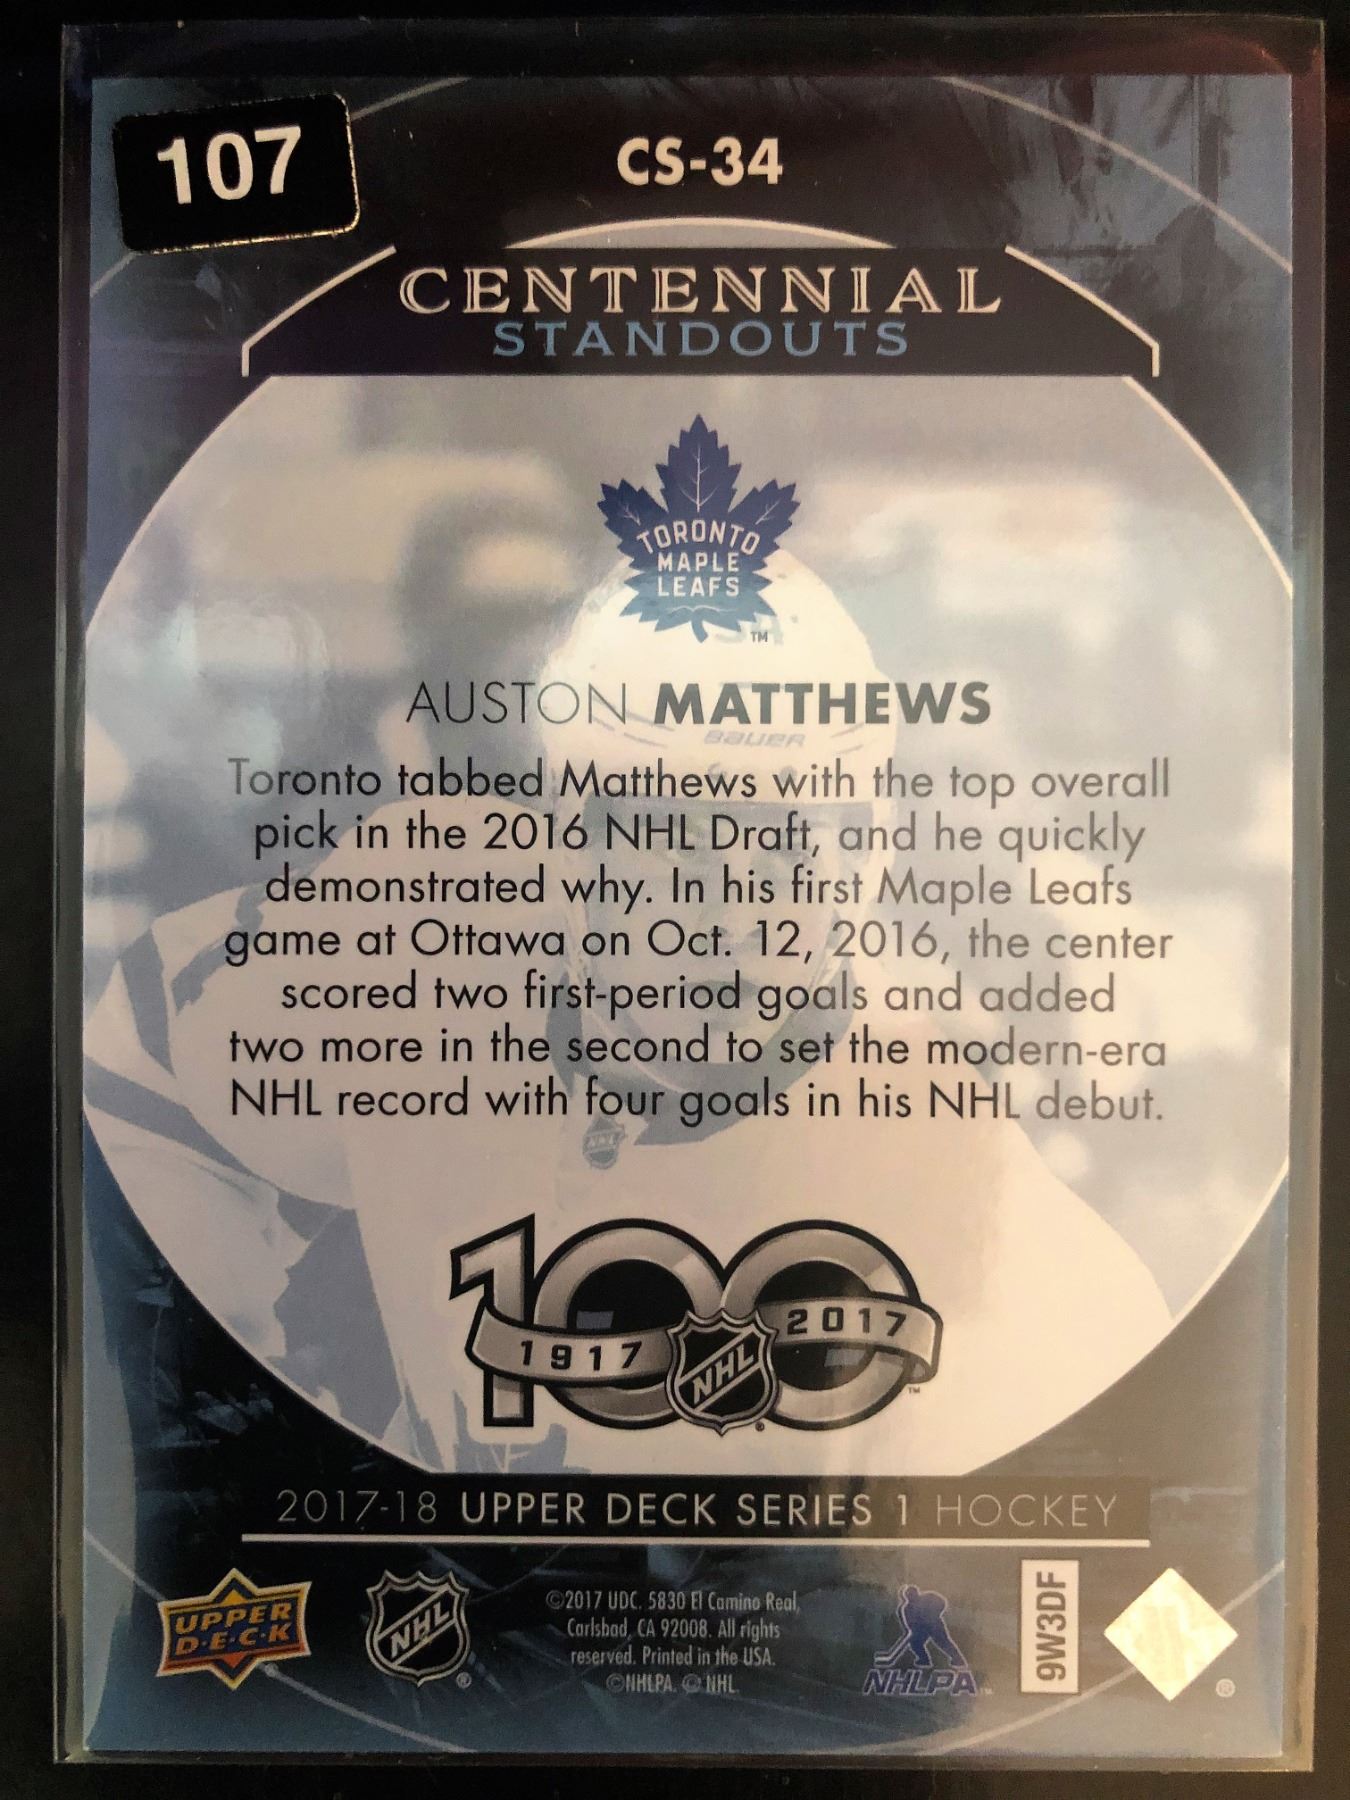 107
CS-34
CENTENNIAL
STANDOUTS
TORONTO
MAPLE
LEAFS
TM
AUSTON MATTHEWS
BAUER
Toronto tabbed Matthews with the top overall
pick in the 2016 NHL Draft, and he quickly
demonstrated why. In his first Maple Leafs
game at Ottawa on Oct. 12, 2016, the center
scored two first-period goals and added
two more in the second to set the modern-era
NHL record with four goals in his NHL debut.
NHL
100
1917 NHL 2017
® TM
2017-18 UPPER DECK SERIES 1 HOCKEY
UPPER
D·E·C·K
NHL ®
©2017 UDC. 5830 El Camino Real,
Carlsbad, CA 92008. All rights
reserved. Printed in the USA.
©NHLPA. © NHL.
NHLPA™
9W3DF
®